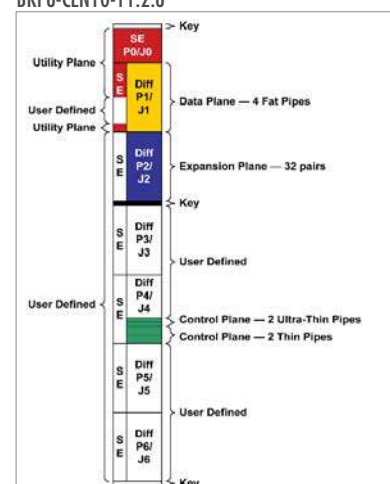 BKP6-CEN10-11.2.6
Key
SE
P0/J0
Utility Plane
S
E
Diff
P1/
J1
Data Plane — 4 Fat Pipes
User Defined
Utility Plane
S
E
Diff
P2/
J2
Expansion Plane — 32 pairs
Key
S
E
Diff
P3/
J3
User Defined
User Defined
S
E
Diff
P4/
J4
Control Plane — 2 Ultra-Thin Pipes
Control Plane — 2 Thin Pipes
S
E
Diff
P5/
J5
User Defined
S
E
Diff
P6/
J6
Key